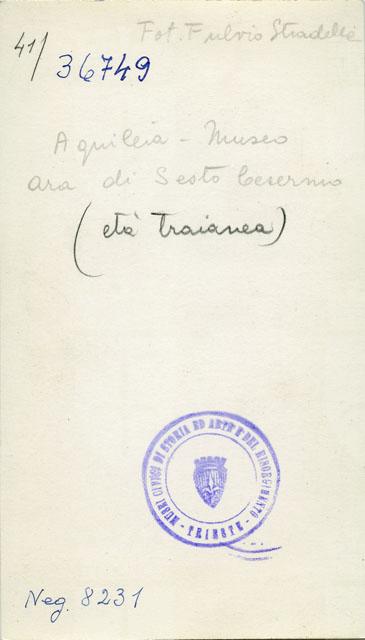 Fot. Fulvio Stradella
41/
36749
Aquileia - Museo
ara di Sesto Cesernio
(età Traianea)
MUSEI CIVICI DI STORIA ED ARTE E DEL RISORGIMENTO
- TRIESTE -
Neg. 8231